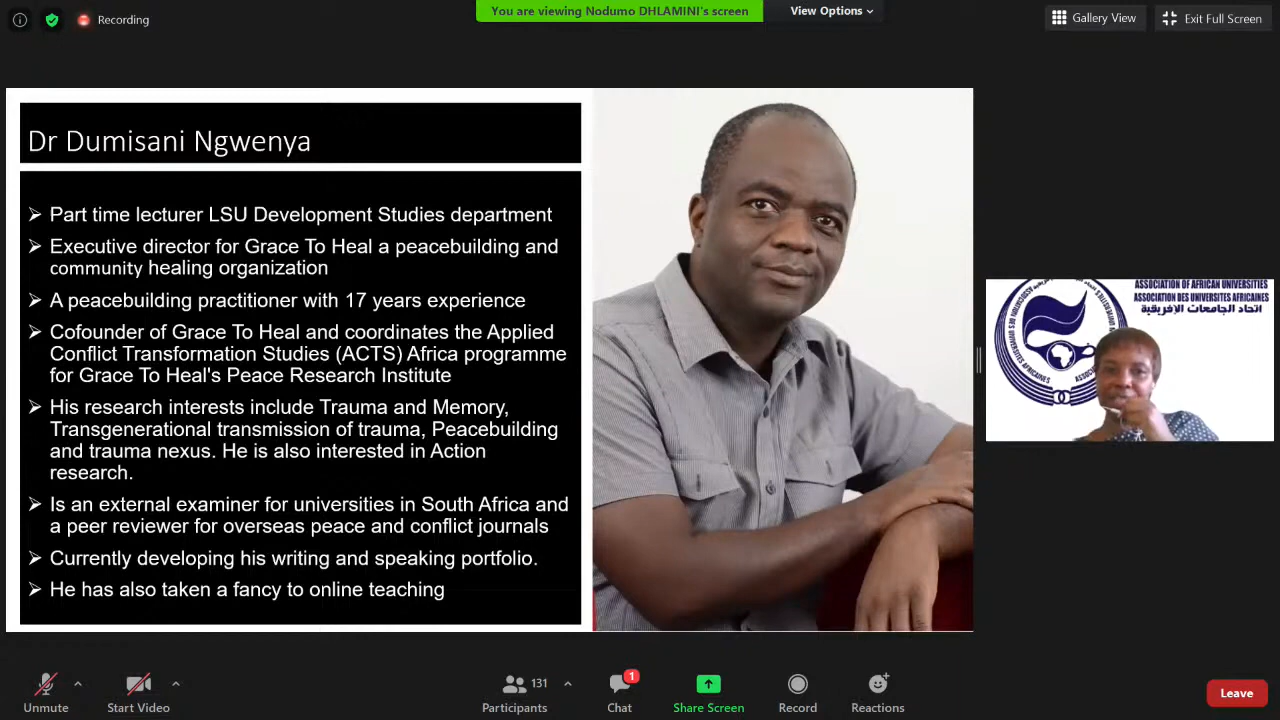 Recording
You are viewing Nodumo DHLAMINI's screen
View Options
Gallery View
Exit Full Screen
Dr Dumisani Ngwenya
Part time lecturer LSU Development Studies department
Executive director for Grace To Heal a peacebuilding and
community healing organization
A peacebuilding practitioner with 17 years experience
Cofounder of Grace To Heal and coordinates the Applied
Conflict Transformation Studies (ACTS) Africa programme
for Grace To Heal's Peace Research Institute
His research interests include Trauma and Memory,
Transgenerational transmission of trauma, Peacebuilding
and trauma nexus. He is also interested in Action
research.
Is an external examiner for universities in South Africa and
a peer reviewer for overseas peace and conflict journals
Currently developing his writing and speaking portfolio.
He has also taken a fancy to online teaching
ASSOCIATION OF AFRICAN UNIVERSITIES
ASSOCIATION DES UNIVERSITES AFRICAINES
اتحاد الجامعات الإفريقية
Unmute
Start Video
131
Participants
1
Chat
Share Screen
Record
Reactions
Leave